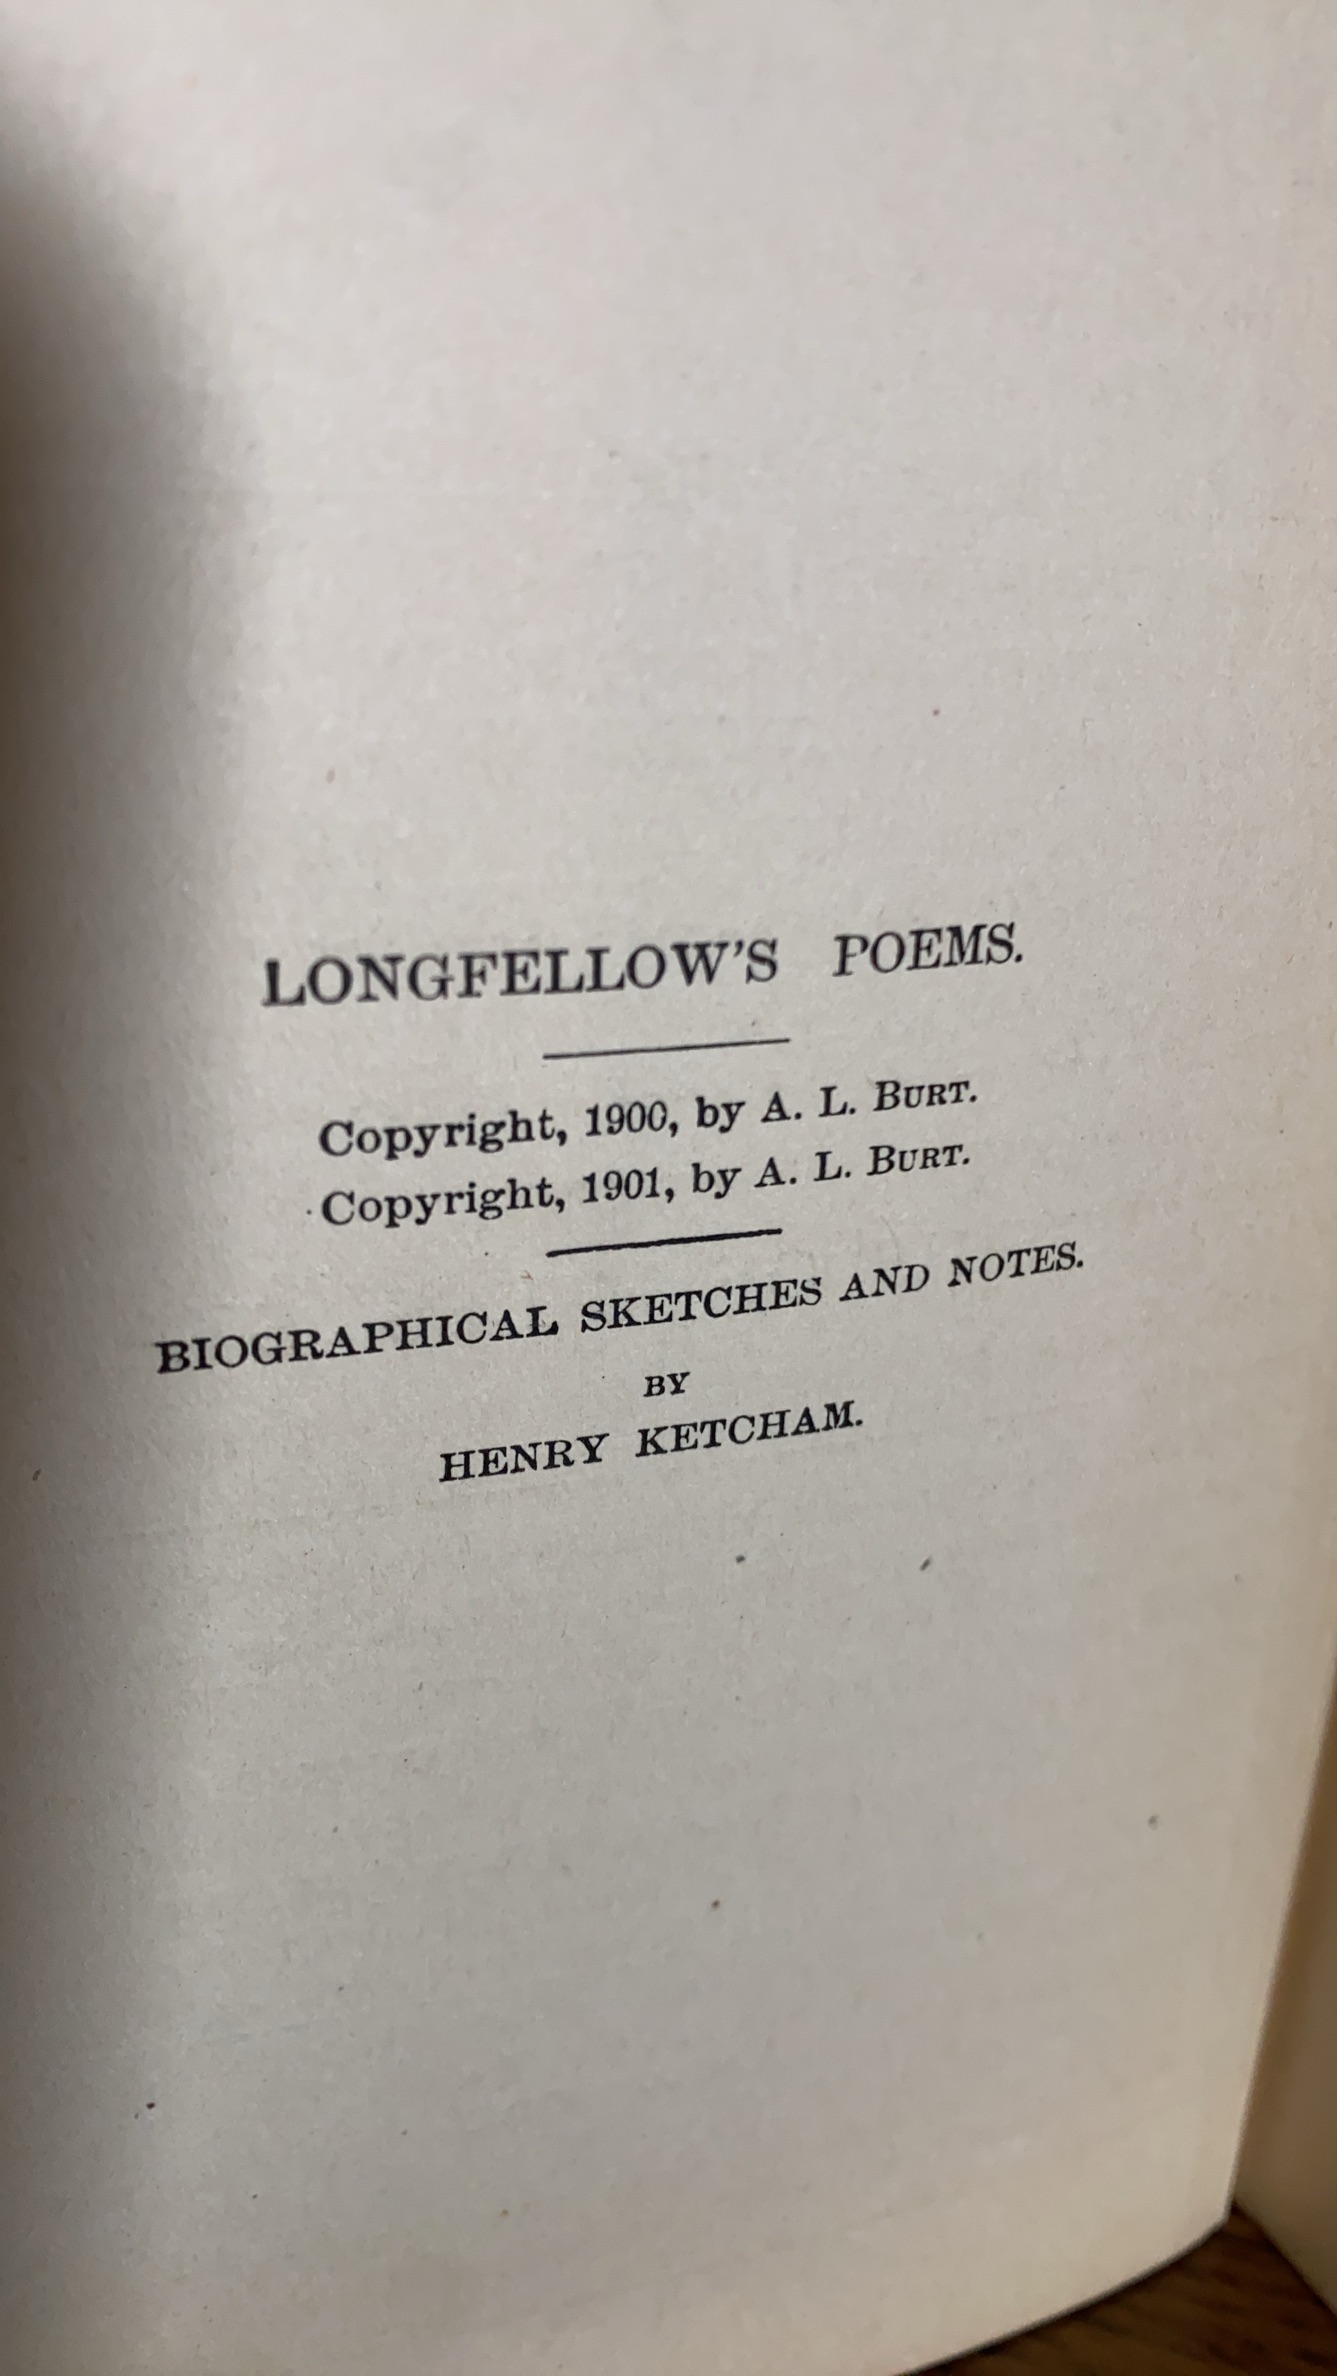 LONGFELLOW'S POEMS.
Copyright, 1900, by A. L. BURT.
Copyright, 1901, by A. L. BURT.
BIOGRAPHICAL SKETCHES AND NOTES.
BY
HENRY KETCHAM.